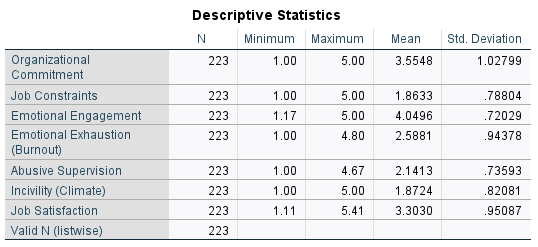 Descriptive Statistics
N Minimum Maximum Mean Std. Deviation
Organizational Commitment 223 1.00 5.00 3.5548 1.02799
Job Constraints 223 1.00 5.00 1.8633 .78804
Emotional Engagement 223 1.17 5.00 4.0496 .72029
Emotional Exhaustion (Burnout) 223 1.00 4.80 2.5881 .94378
Abusive Supervision 223 1.00 4.67 2.1413 .73593
Incivility (Climate) 223 1.00 5.00 1.8724 .82081
Job Satisfaction 223 1.11 5.41 3.3030 .95087
Valid N (listwise) 223